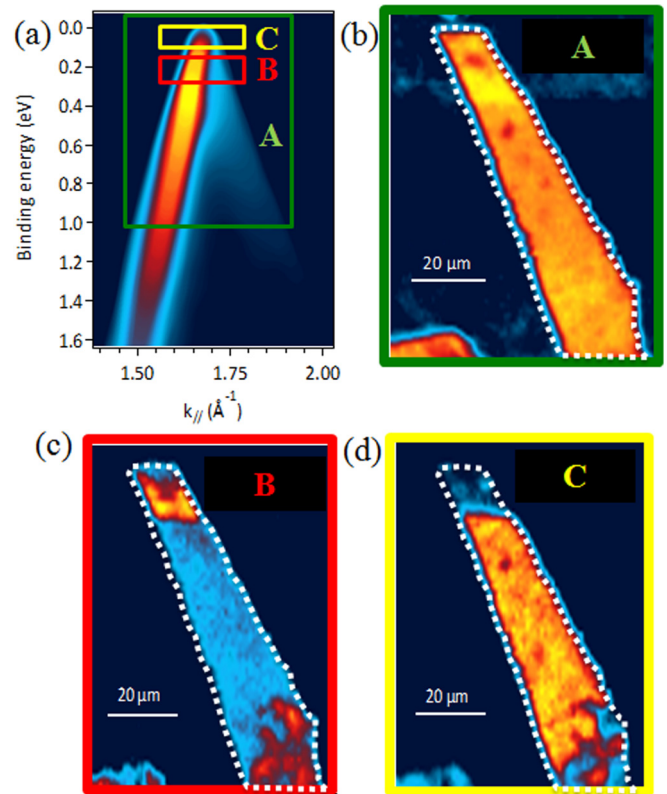 (a)
Binding energy (eV)
0.0
0.2
0.4
0.6
0.8
1.0
1.2
1.4
1.6
C
B
A
1.50 1.75 2.00
k// (Å-1)
(b)
A
20 µm
(c)
B
20 µm
(d)
C
20 µm